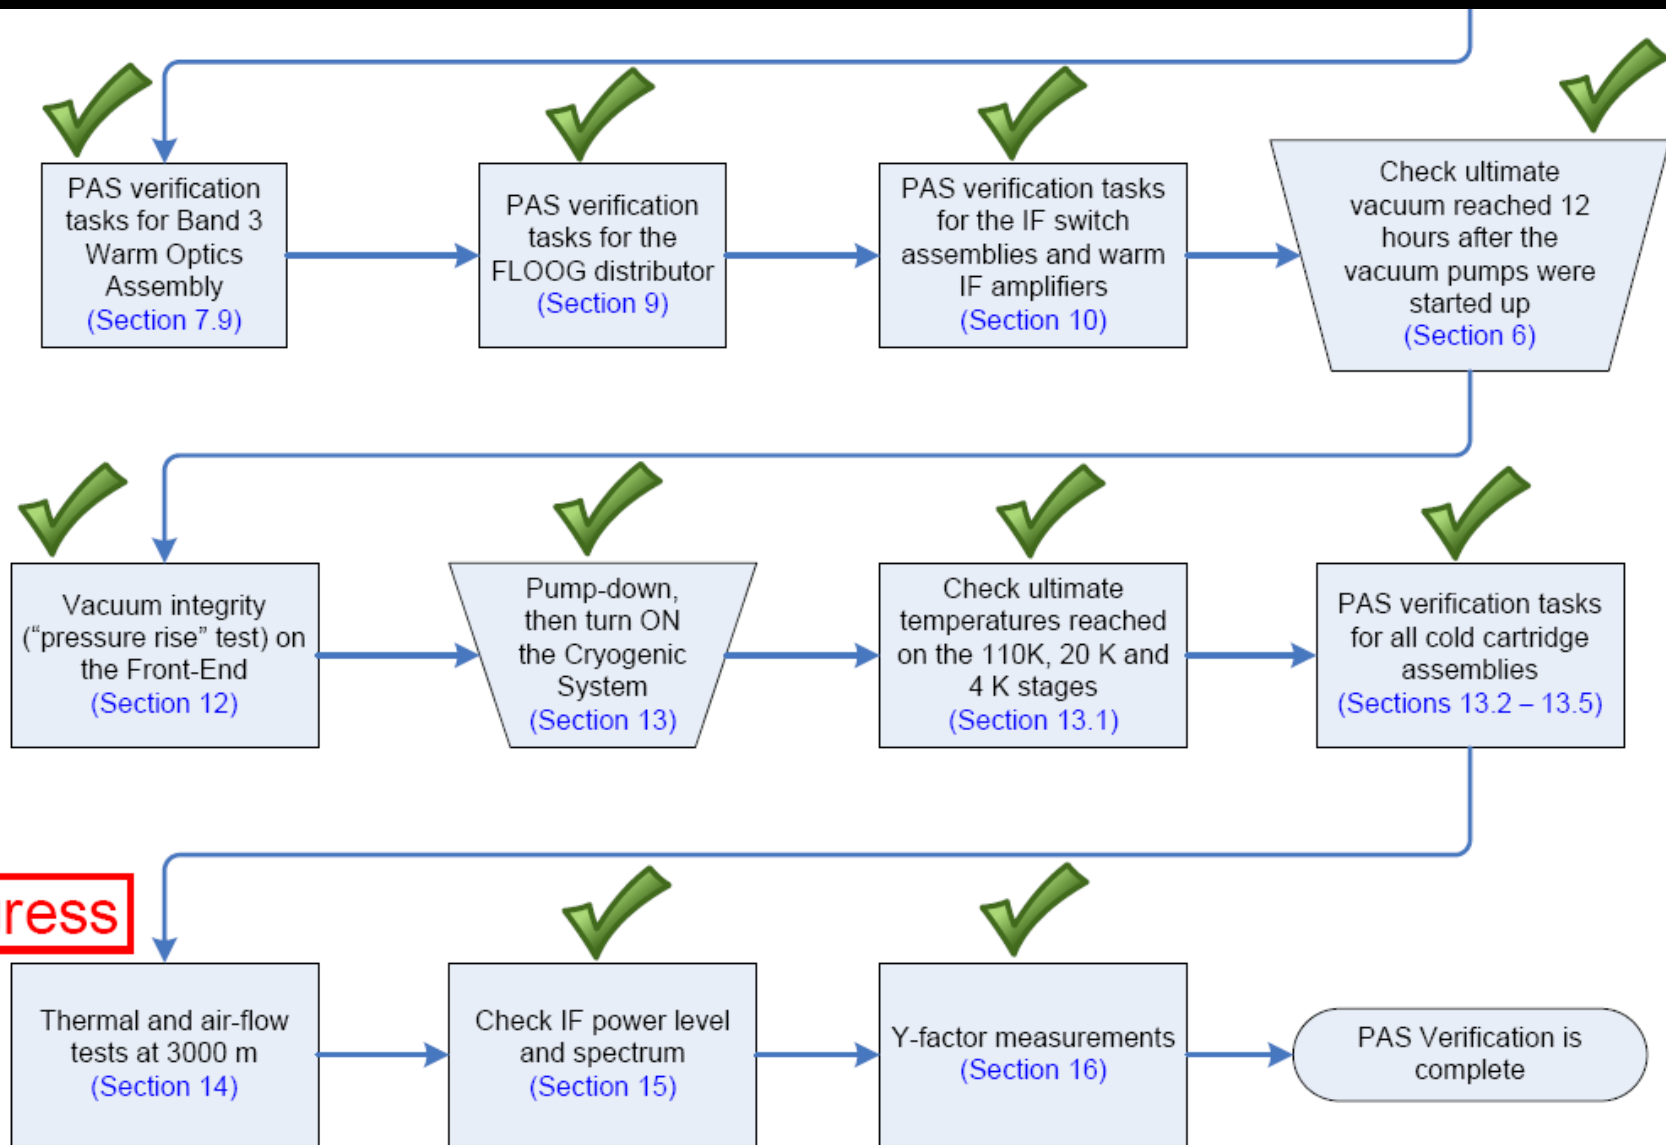 PAS verification
tasks for Band 3
Warm Optics
Assembly
(Section 7.9)
PAS verification
tasks for the
FLOOG distributor
(Section 9)
PAS verification tasks
for the IF switch
assemblies and warm
IF amplifiers
(Section 10)
Check ultimate
vacuum reached 12
hours after the
vacuum pumps were
started up
(Section 6)
Vacuum integrity
(“pressure rise” test) on
the Front-End
(Section 12)
Pump-down,
then turn ON
the Cryogenic
System
(Section 13)
Check ultimate
temperatures reached
on the 110K, 20 K and
4 K stages
(Section 13.1)
PAS verification tasks
for all cold cartridge
assemblies
(Sections 13.2 – 13.5)
ress
Thermal and air-flow
tests at 3000 m
(Section 14)
Check IF power level
and spectrum
(Section 15)
Y-factor measurements
(Section 16)
PAS Verification is
complete